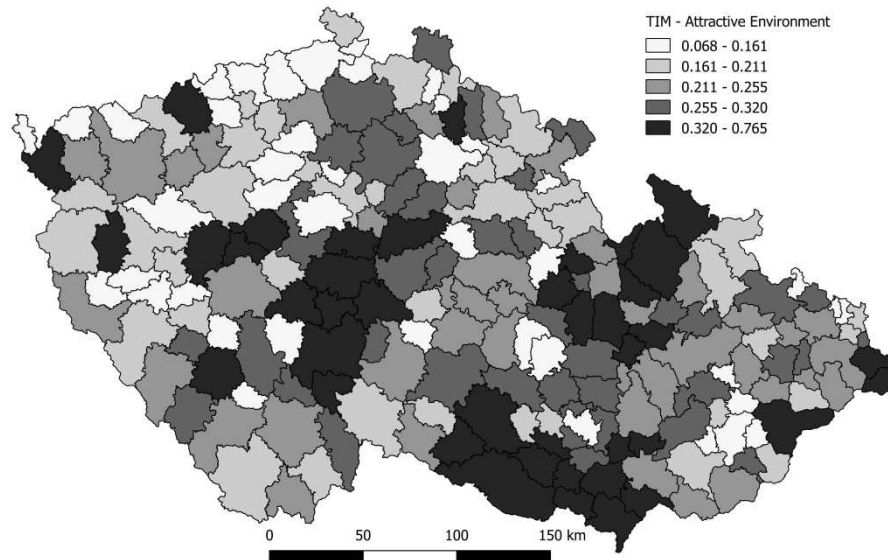 TIM - Attractive Environment
0.068 - 0.161
0.161 - 0.211
0.211 - 0.255
0.255 - 0.320
0.320 - 0.765
0 50 100 150 km